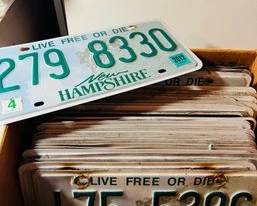 LIVE FREE OR DIE
279 8330
4
New
HAMPSHIRE
LIVE FREE OR DIE